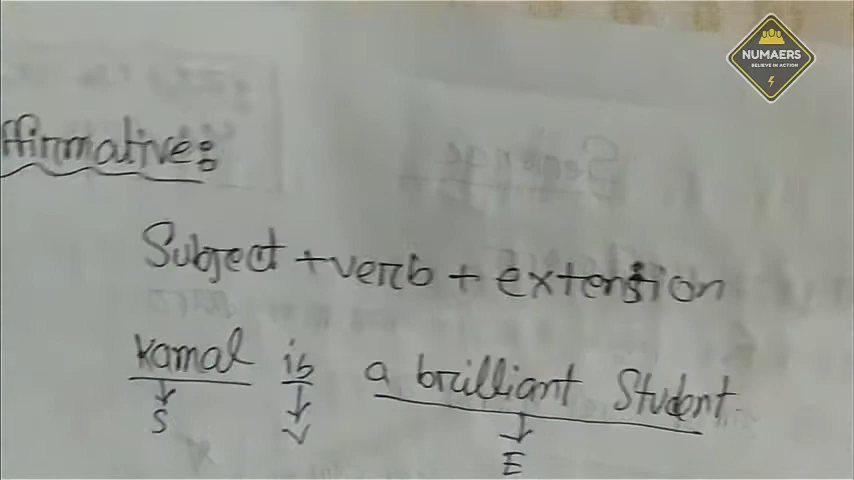 NUMAERS
BELIEVE IN ACTION
ffirmative:
Subject + verb + extension
Kamal is a brilliant Student
S V E